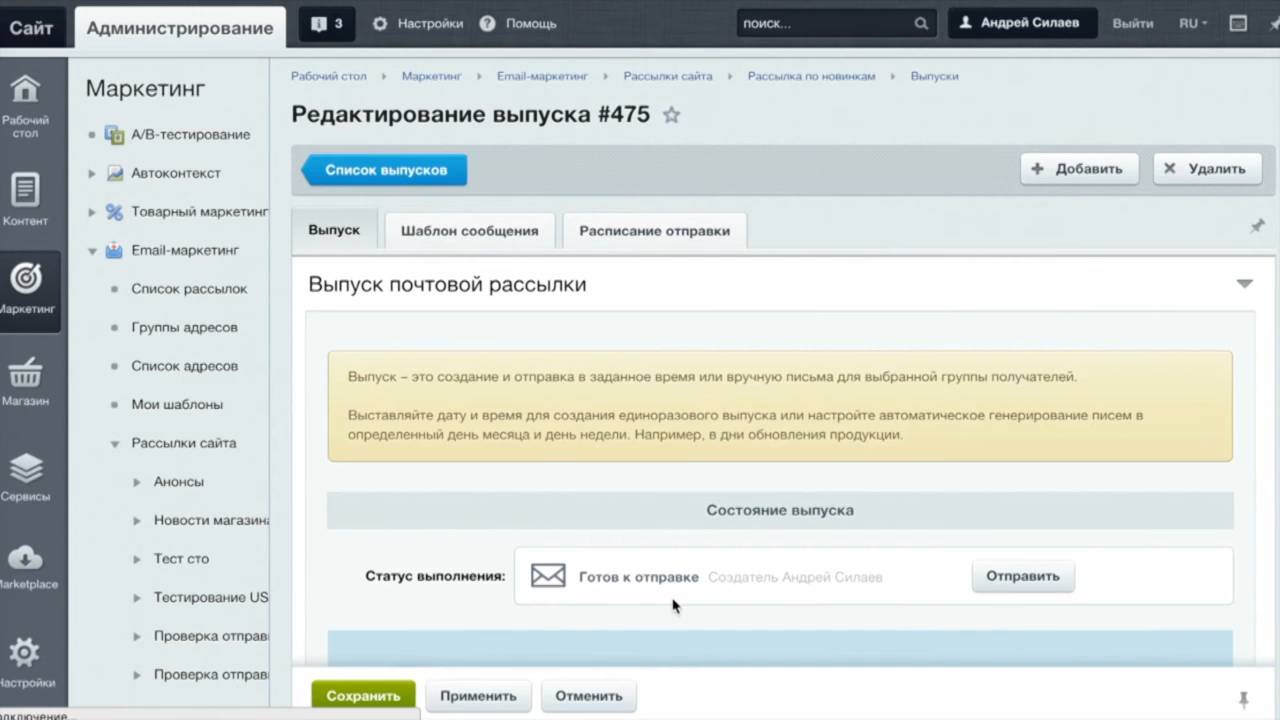 Сайт
Администрирование
3
Настройки
Помощь
поиск...
Андрей Силаев
Выйти
RU
Рабочий стол
Контент
Маркетинг
Магазин
Сервисы
Marketplace
Настройки
Маркетинг
A/B-тестирование
Автоконтекст
Товарный маркетинг
Email-маркетинг
Список рассылок
Группы адресов
Список адресов
Мои шаблоны
Рассылки сайта
Анонсы
Новости магазина
Тест сто
Тестирование US
Проверка отправ
Проверка отправ
Рабочий стол
Маркетинг
Email-маркетинг
Рассылки сайта
Рассылка по новинкам
Выпуски
Редактирование выпуска #475
Список выпусков
Добавить
Удалить
Выпуск
Шаблон сообщения
Расписание отправки
Выпуск почтовой рассылки
Выпуск – это создание и отправка в заданное время или вручную письма для выбранной группы получателей.
Выставляйте дату и время для создания единоразового выпуска или настройте автоматическое генерирование писем в
определенный день месяца и день недели. Например, в дни обновления продукции.
Состояние выпуска
Статус выполнения:
Готов к отправке Создатель Андрей Силаев
Отправить
Сохранить
Применить
Отменить